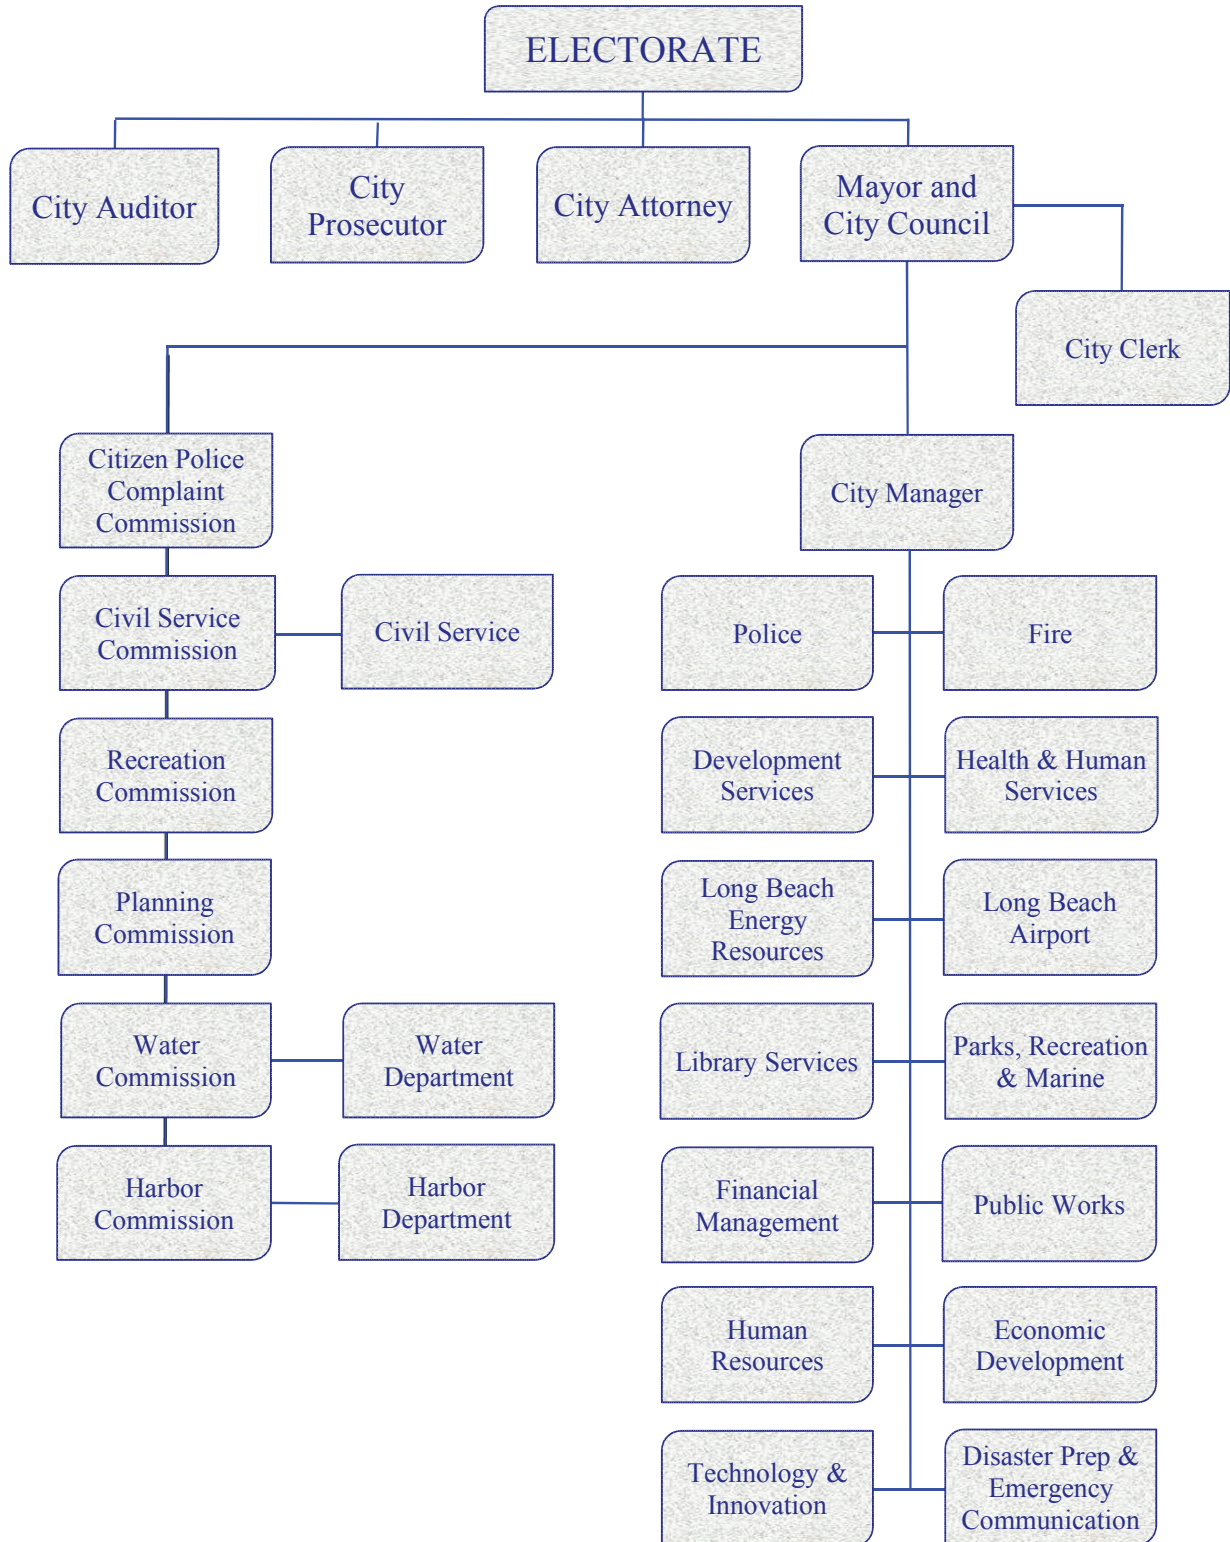 ELECTORATE
City Auditor
City
Prosecutor
City Attorney
Mayor and
City Council
City Clerk
Citizen Police
Complaint
Commission
City Manager
Civil Service
Commission
Civil Service
Police
Fire
Recreation
Commission
Development
Services
Health & Human
Services
Planning
Commission
Long Beach
Energy
Resources
Long Beach
Airport
Water
Commission
Water
Department
Library Services
Parks, Recreation
& Marine
Harbor
Commission
Harbor
Department
Financial
Management
Public Works
Human
Resources
Economic
Development
Technology &
Innovation
Disaster Prep &
Emergency
Communication